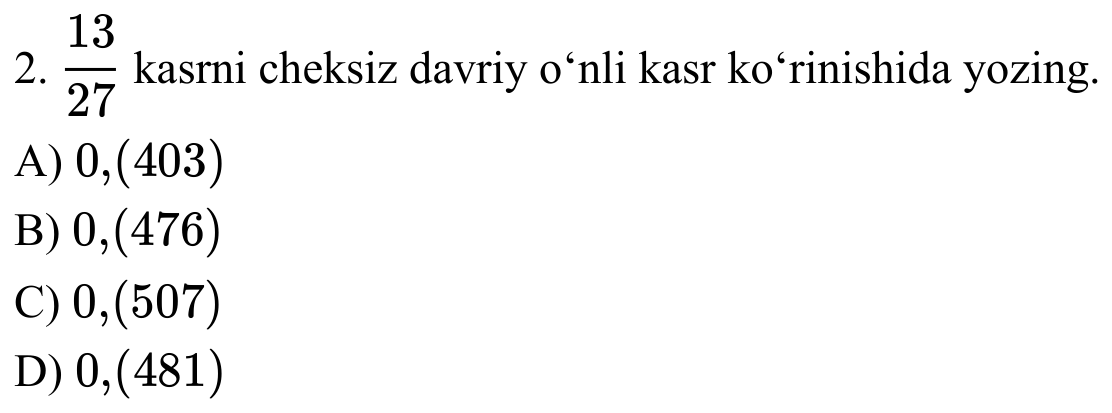 2. 13/27 kasrni cheksiz davriy o‘nli kasr ko‘rinishida yozing.
A) 0,(403)
B) 0,(476)
C) 0,(507)
D) 0,(481)